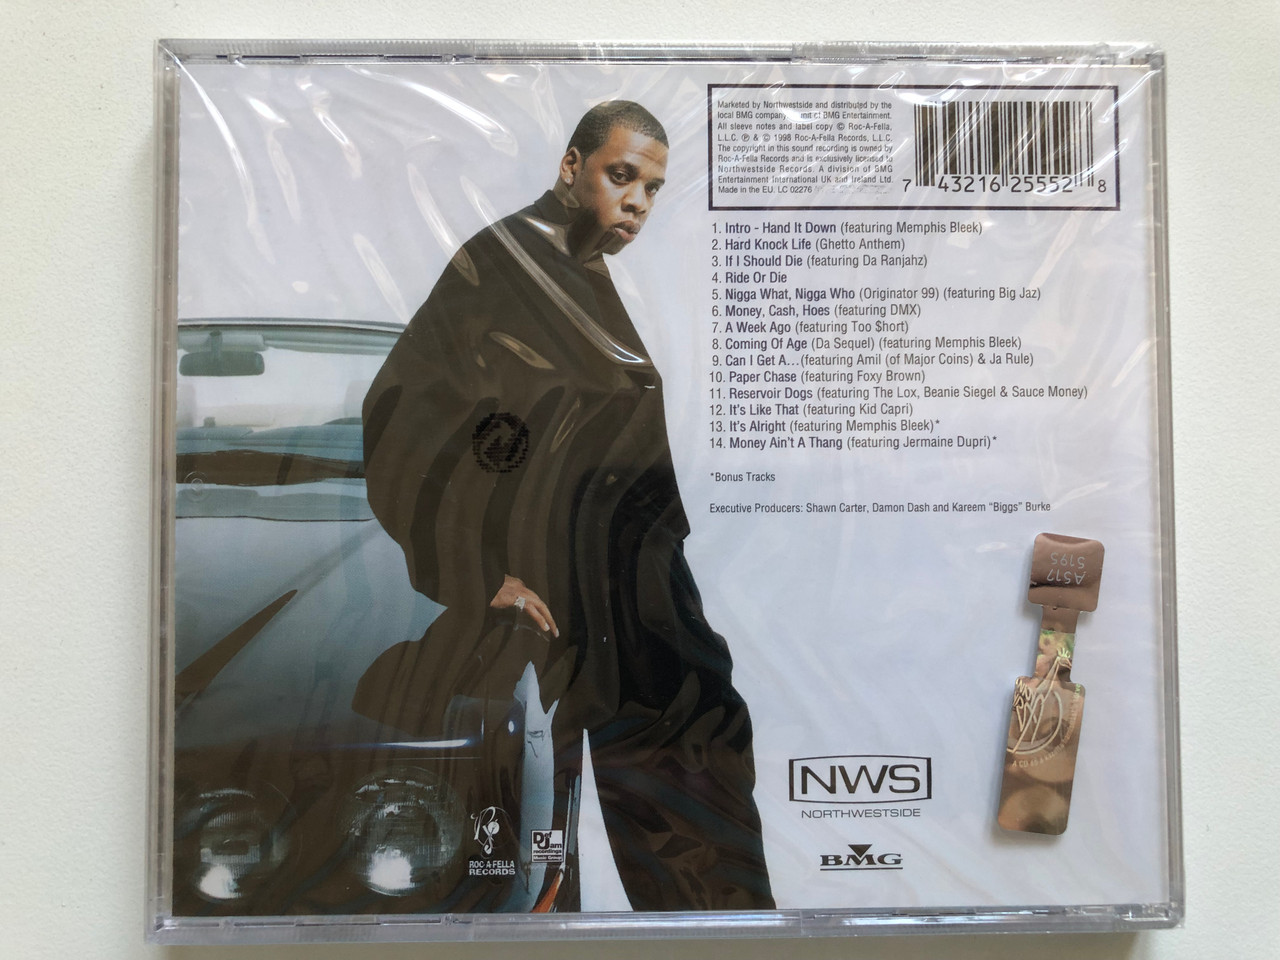 Marketed by Northwestside and distributed by the
local BMG company, a unit of BMG Entertainment.
All sleeve notes and label copy © Roc-A-Fella,
L.L.C. ℗ & © 1998 Roc-A-Fella Records, L.L.C.
The copyright in this sound recording is owned by
Roc-A-Fella Records and is exclusively licensed to
Northwestside Records. A division of BMG
Entertainment International UK and Ireland Ltd.
Made in the EU. LC 02276
7 43216 25552 8
1. Intro - Hand It Down (featuring Memphis Bleek)
2. Hard Knock Life (Ghetto Anthem)
3. If I Should Die (featuring Da Ranjahz)
4. Ride Or Die
5. Nigga What, Nigga Who (Originator 99) (featuring Big Jaz)
6. Money, Cash, Hoes (featuring DMX)
7. A Week Ago (featuring Too $hort)
8. Coming Of Age (Da Sequel) (featuring Memphis Bleek)
9. Can I Get A...(featuring Amil (of Major Coins) & Ja Rule)
10. Paper Chase (featuring Foxy Brown)
11. Reservoir Dogs (featuring The Lox, Beanie Siegel & Sauce Money)
12. It's Like That (featuring Kid Capri)
13. It's Alright (featuring Memphis Bleek)*
14. Money Ain't A Thang (featuring Jermaine Dupri)*
*Bonus Tracks
Executive Producers: Shawn Carter, Damon Dash and Kareem "Biggs" Burke
AS17
5195
NWS
NORTHWESTSIDE
BMG
ROC-A-FELLA
RECORDS
Def Jam
recordings
Music Group